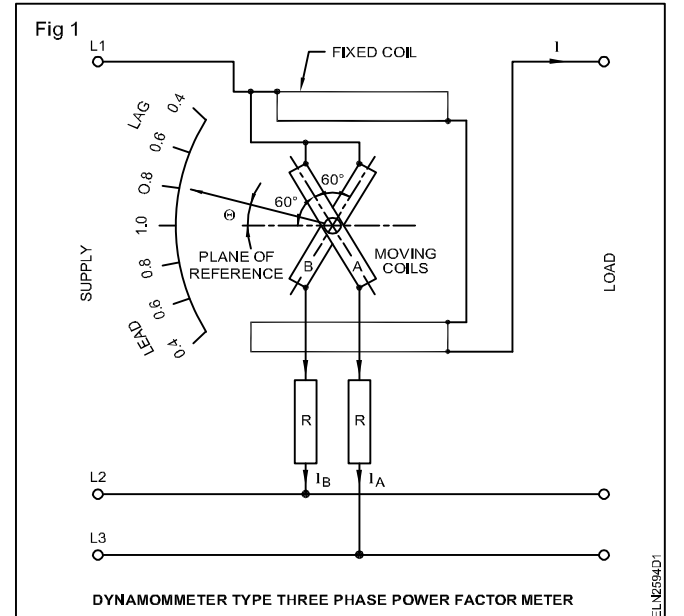 Fig 1
L1
FIXED COIL
I
LAG
0.4
0.6
0.8
1.0
0.8
0.6
0.4
LEAD
SUPPLY
Θ
60°
60°
PLANE OF
REFERENCE
MOVING
COILS
B
A
LOAD
R
R
IB
IA
L2
L3
DYNAMOMMETER TYPE THREE PHASE POWER FACTOR METER
ELN2594D1